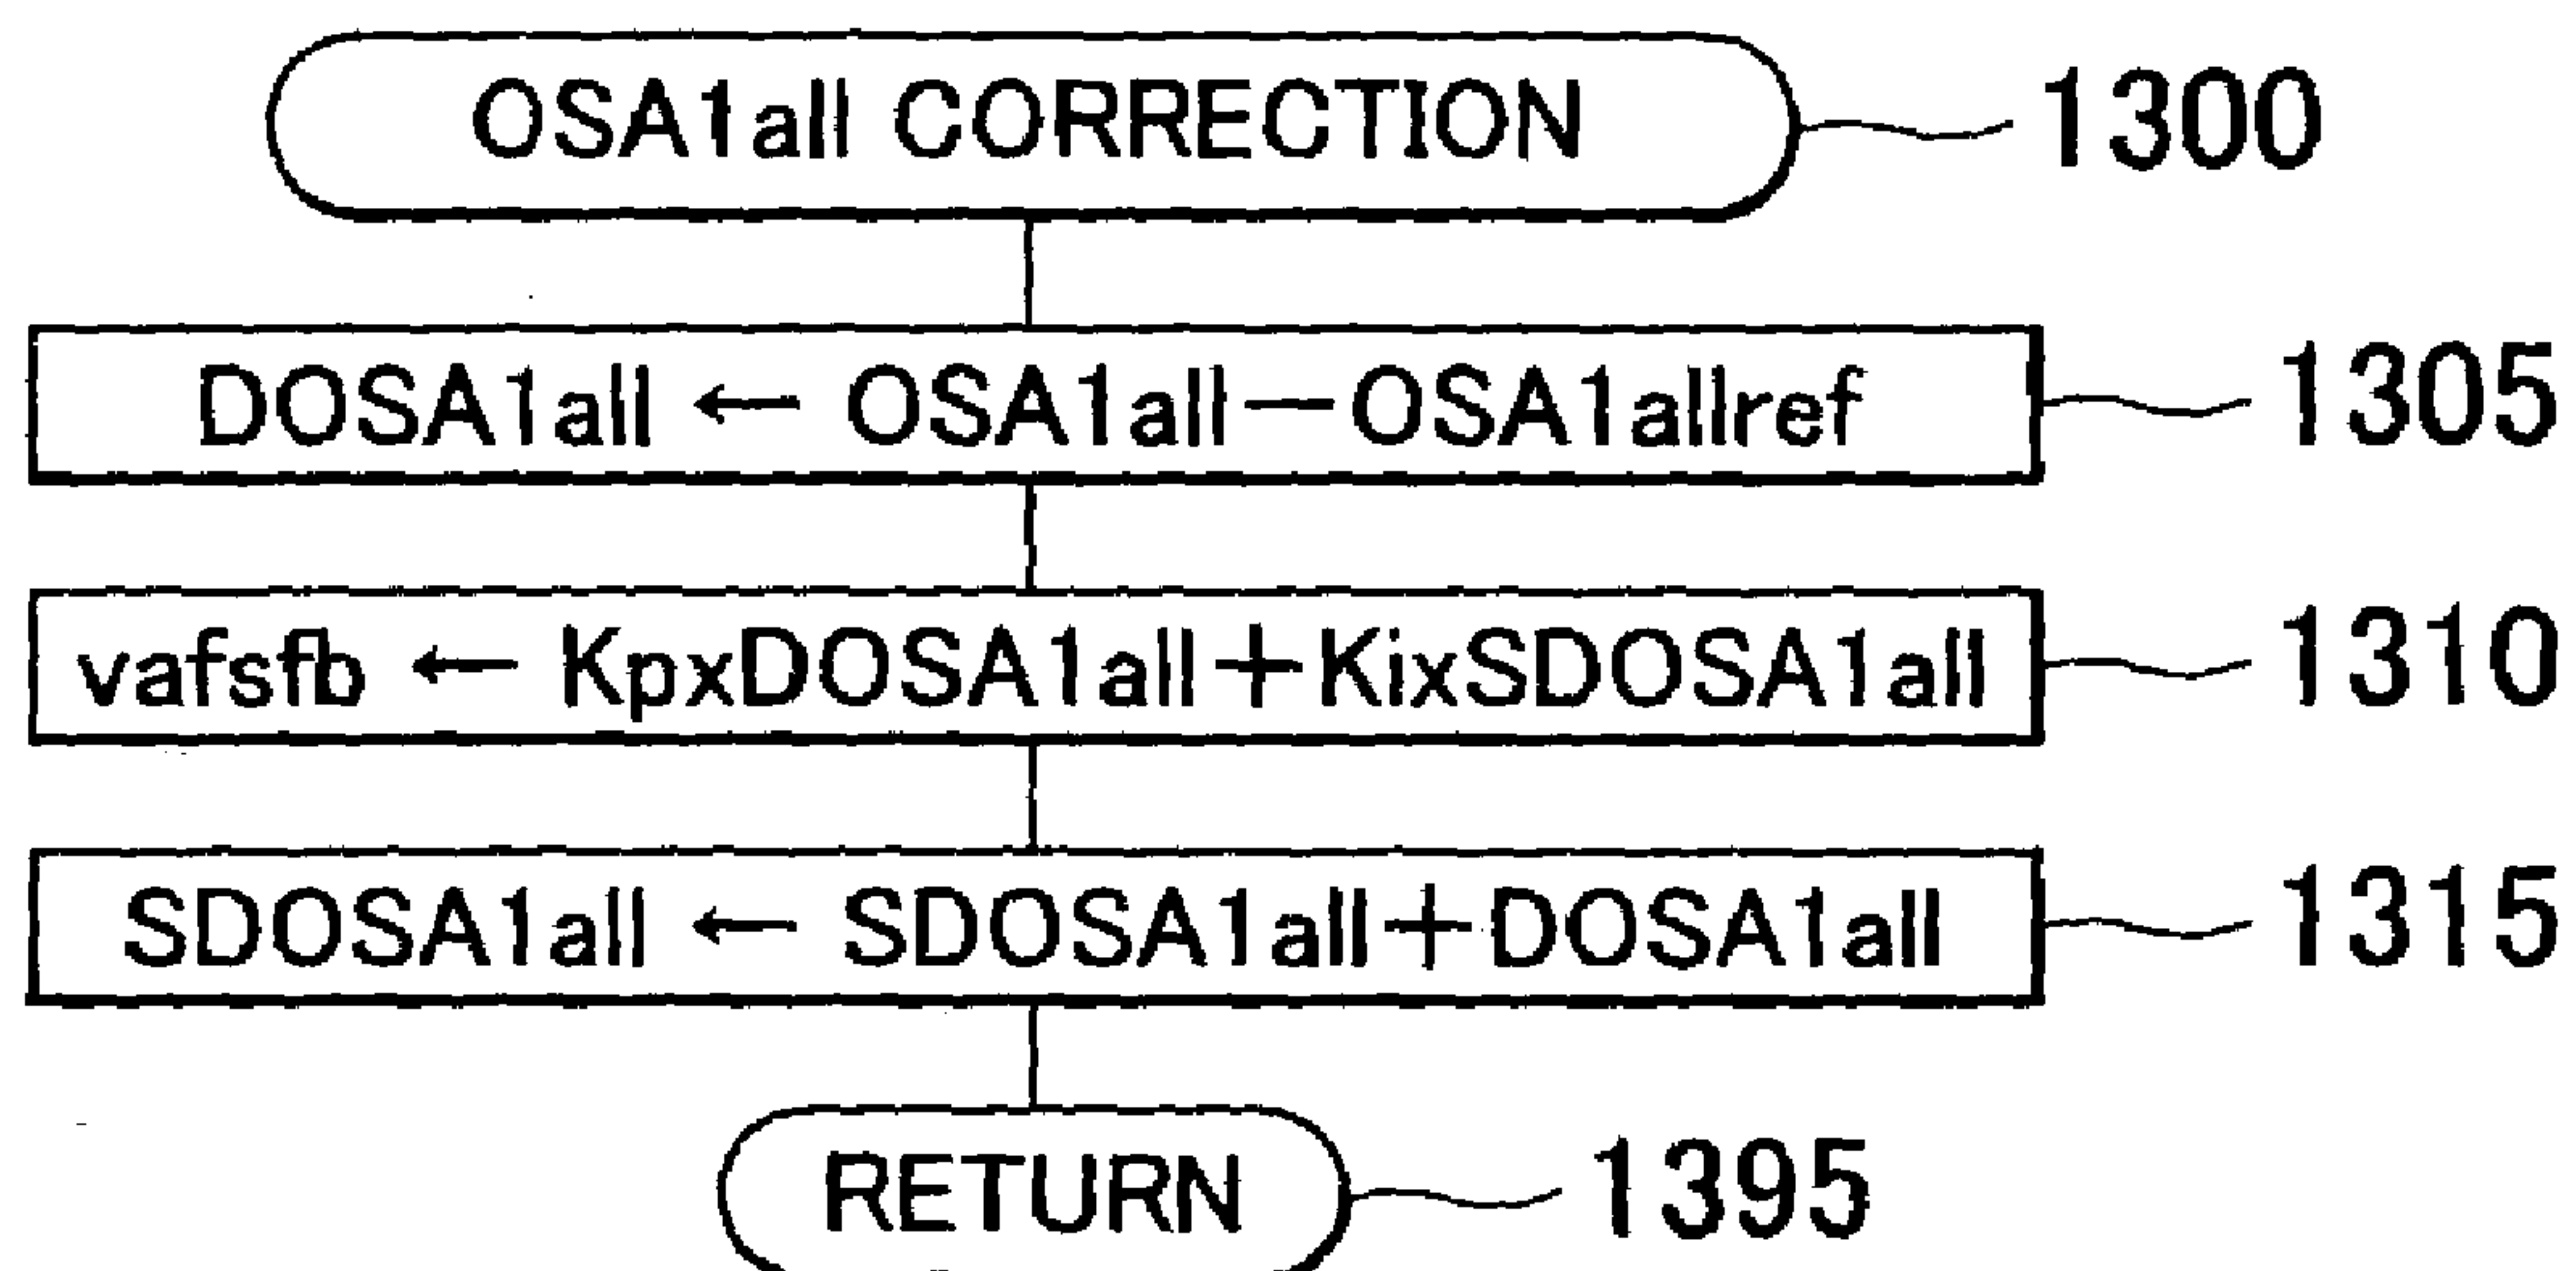 OSA1all CORRECTION 1300
DOSA1all ← OSA1all－OSA1allref 1305
vafsfb ← KpxDOSA1all＋KixSDOSA1all 1310
SDOSA1all ← SDOSA1all＋DOSA1all 1315
RETURN 1395